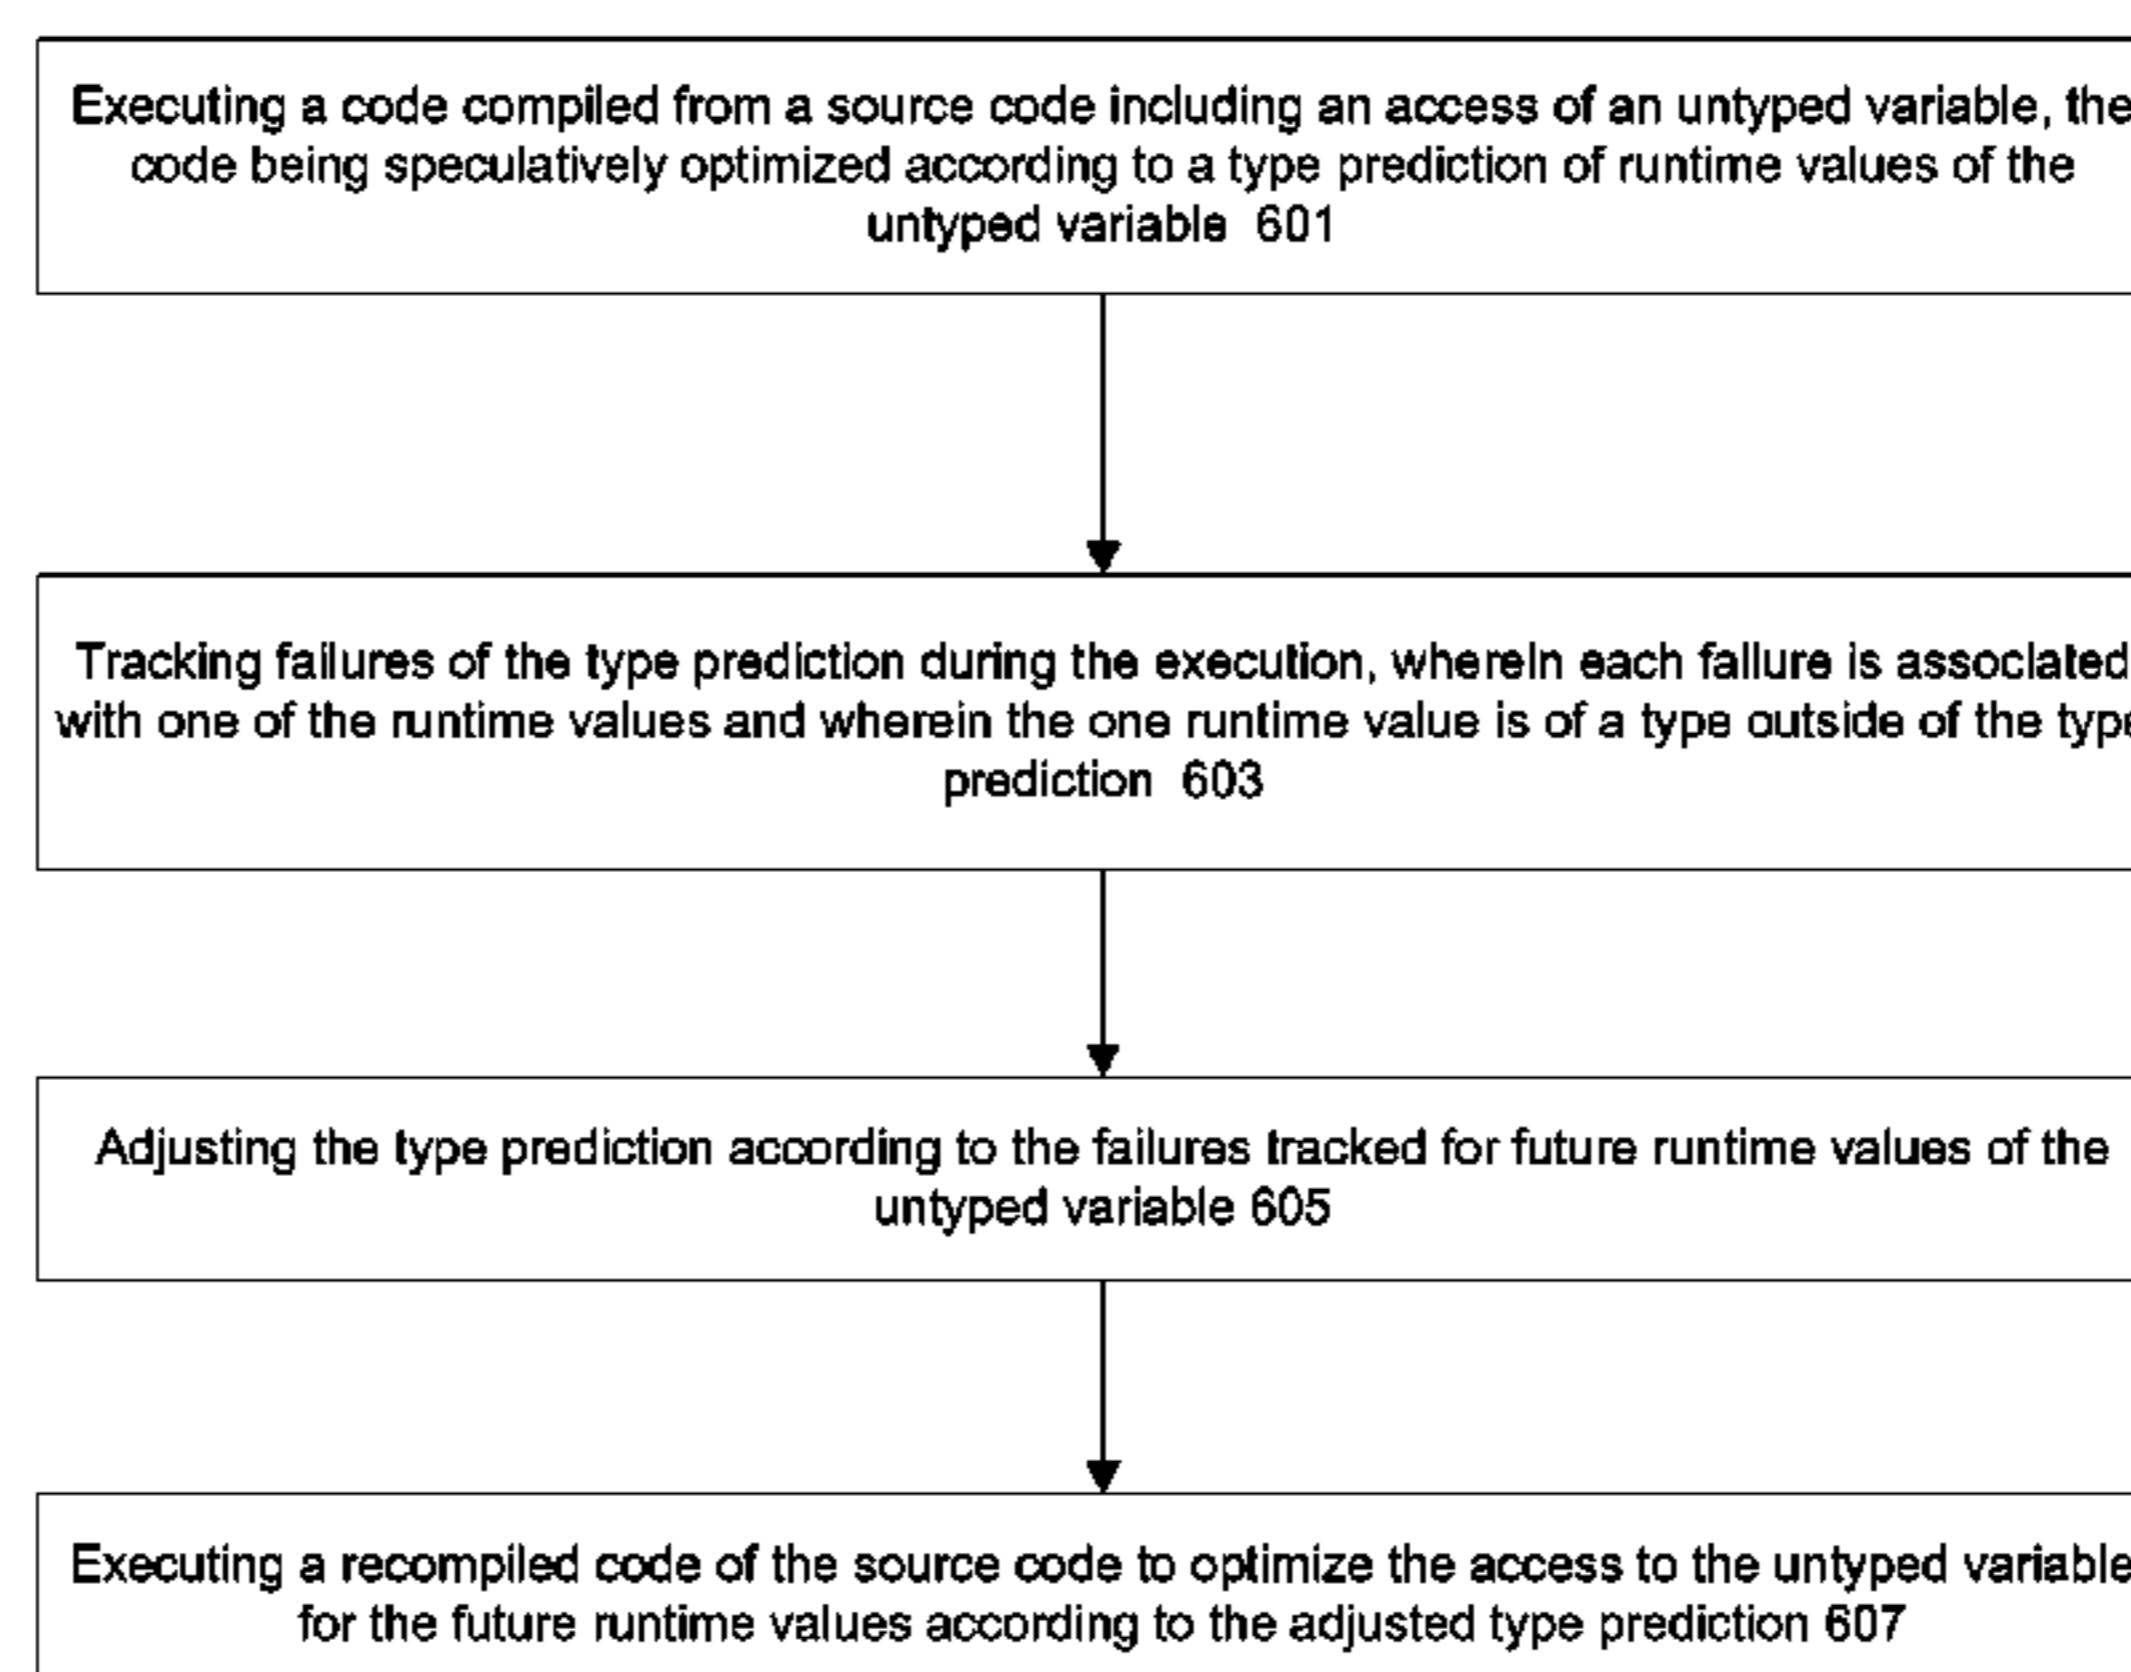 Executing a code compiled from a source code including an access of an untyped variable, the
code being speculatively optimized according to a type prediction of runtime values of the
untyped variable 601
Tracking failures of the type prediction during the execution, wherein each failure is associated
with one of the runtime values and wherein the one runtime value is of a type outside of the type
prediction 603
Adjusting the type prediction according to the failures tracked for future runtime values of the
untyped variable 605
Executing a recompiled code of the source code to optimize the access to the untyped variable
for the future runtime values according to the adjusted type prediction 607